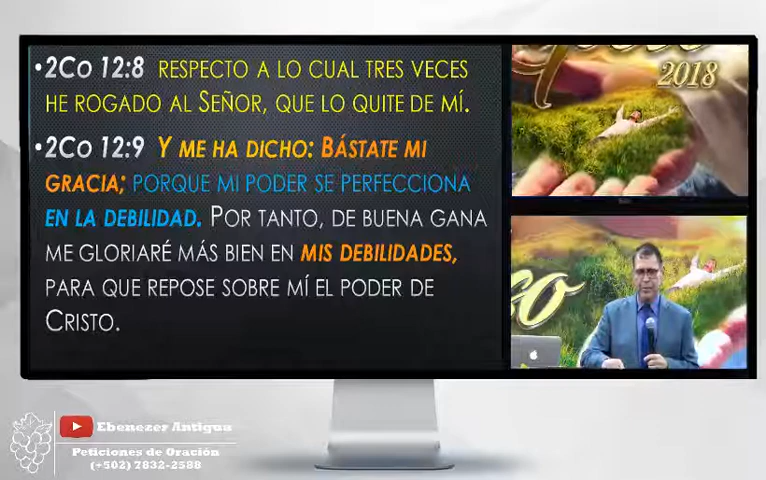 •2Co 12:8 RESPECTO A LO CUAL TRES VECES
HE ROGADO AL SEÑOR, QUE LO QUITE DE MÍ.
•2Co 12:9 Y ME HA DICHO: BÁSTATE MI
GRACIA; PORQUE MI PODER SE PERFECCIONA
EN LA DEBILIDAD. POR TANTO, DE BUENA GANA
ME GLORIARÉ MÁS BIEN EN MIS DEBILIDADES,
PARA QUE REPOSE SOBRE MÍ EL PODER DE
CRISTO.
2018
Ebenezer Antigua
Peticiones de Oración
(+502) 7832-2588